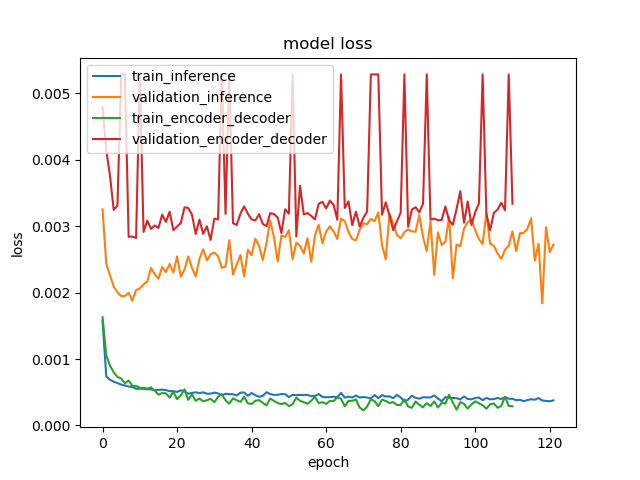 model loss
train_inference
validation_inference
train_encoder_decoder
validation_encoder_decoder
loss
0.005
0.004
0.003
0.002
0.001
0.000
0 20 40 60 80 100 120
epoch